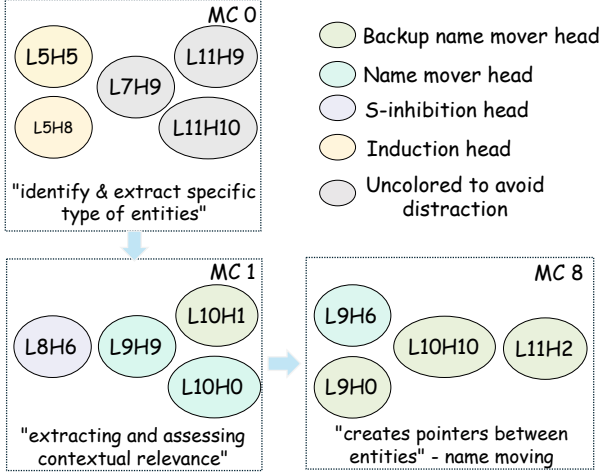 MC 0
L5H5
L7H9
L11H9
L5H8
L11H10
"identify & extract specific
type of entities"
Backup name mover head
Name mover head
S-inhibition head
Induction head
Uncolored to avoid
distraction
MC 1
L8H6
L9H9
L10H1
L10H0
"extracting and assessing
contextual relevance"
MC 8
L9H6
L10H10
L11H2
L9H0
"creates pointers between
entities" - name moving